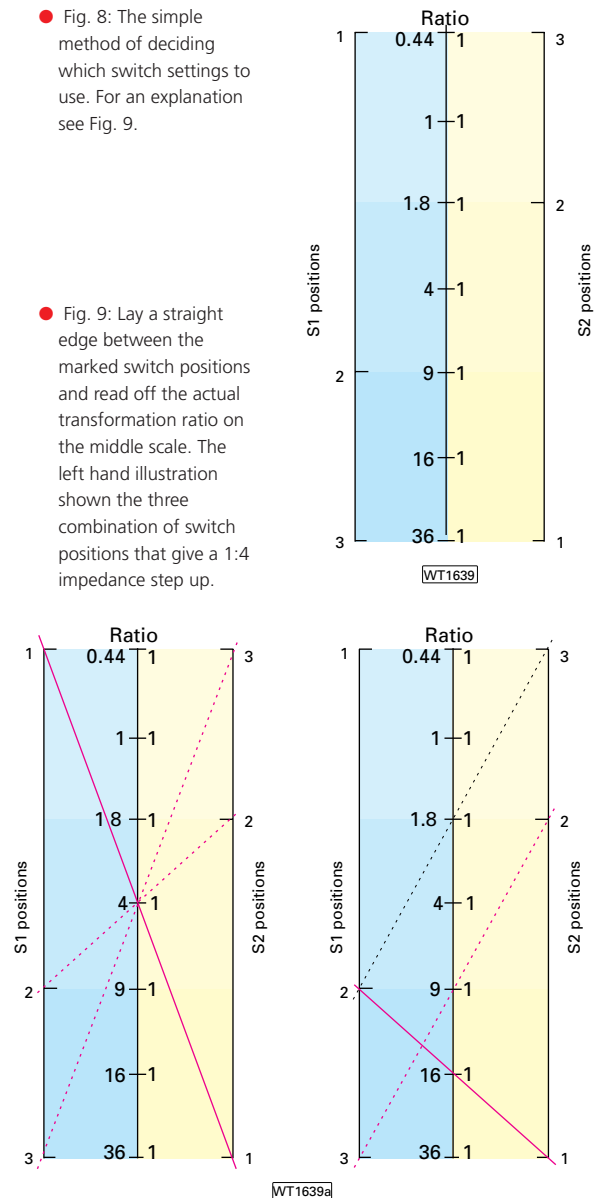 Fig. 8: The simple
method of deciding
which switch settings to
use. For an explanation
see Fig. 9.
Fig. 9: Lay a straight
edge between the
marked switch positions
and read off the actual
transformation ratio on
the middle scale. The
left hand illustration
shown the three
combination of switch
positions that give a 1:4
impedance step up.
Ratio
1 0.44 1 3
1 1
1.8 1 2
4 1
2 9 1
16 1
3 36 1 1
S1 positions
S2 positions
WT1639
Ratio
1 0.44 1 3
1 1
1.8 1 2
4 1
2 9 1
16 1
3 36 1 1
S1 positions
S2 positions
Ratio
1 0.44 1 3
1 1
1.8 1 2
4 1
2 9 1
16 1
3 36 1 1
S1 positions
S2 positions
WT1639a